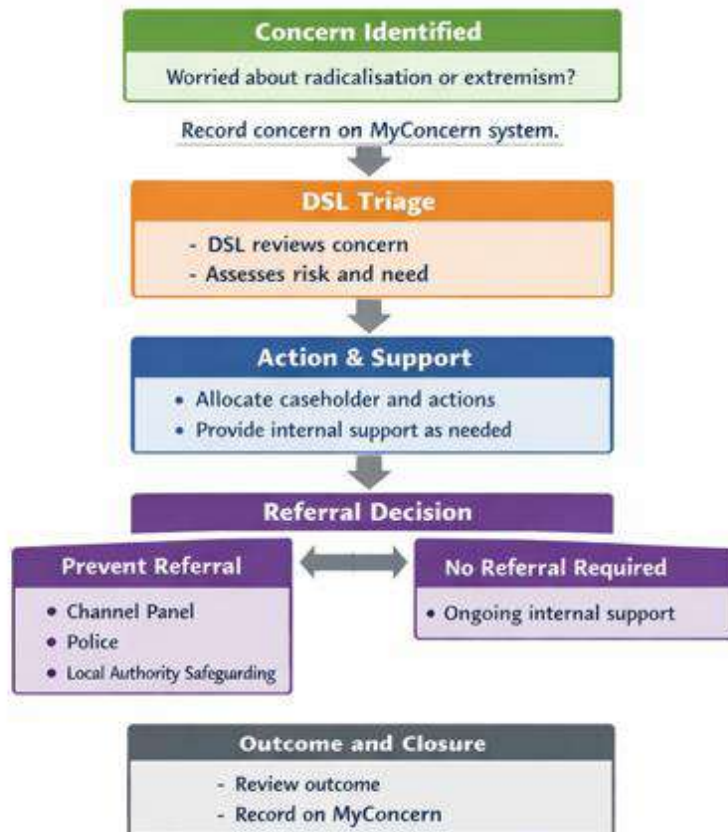 Concern Identified
Worried about radicalisation or extremism?
Record concern on MyConcern system.
DSL Triage
- DSL reviews concern
- Assesses risk and need
Action & Support
• Allocate caseholder and actions
• Provide internal support as needed
Referral Decision
Prevent Referral
• Channel Panel
• Police
• Local Authority Safeguarding
No Referral Required
• Ongoing internal support
Outcome and Closure
- Review outcome
- Record on MyConcern